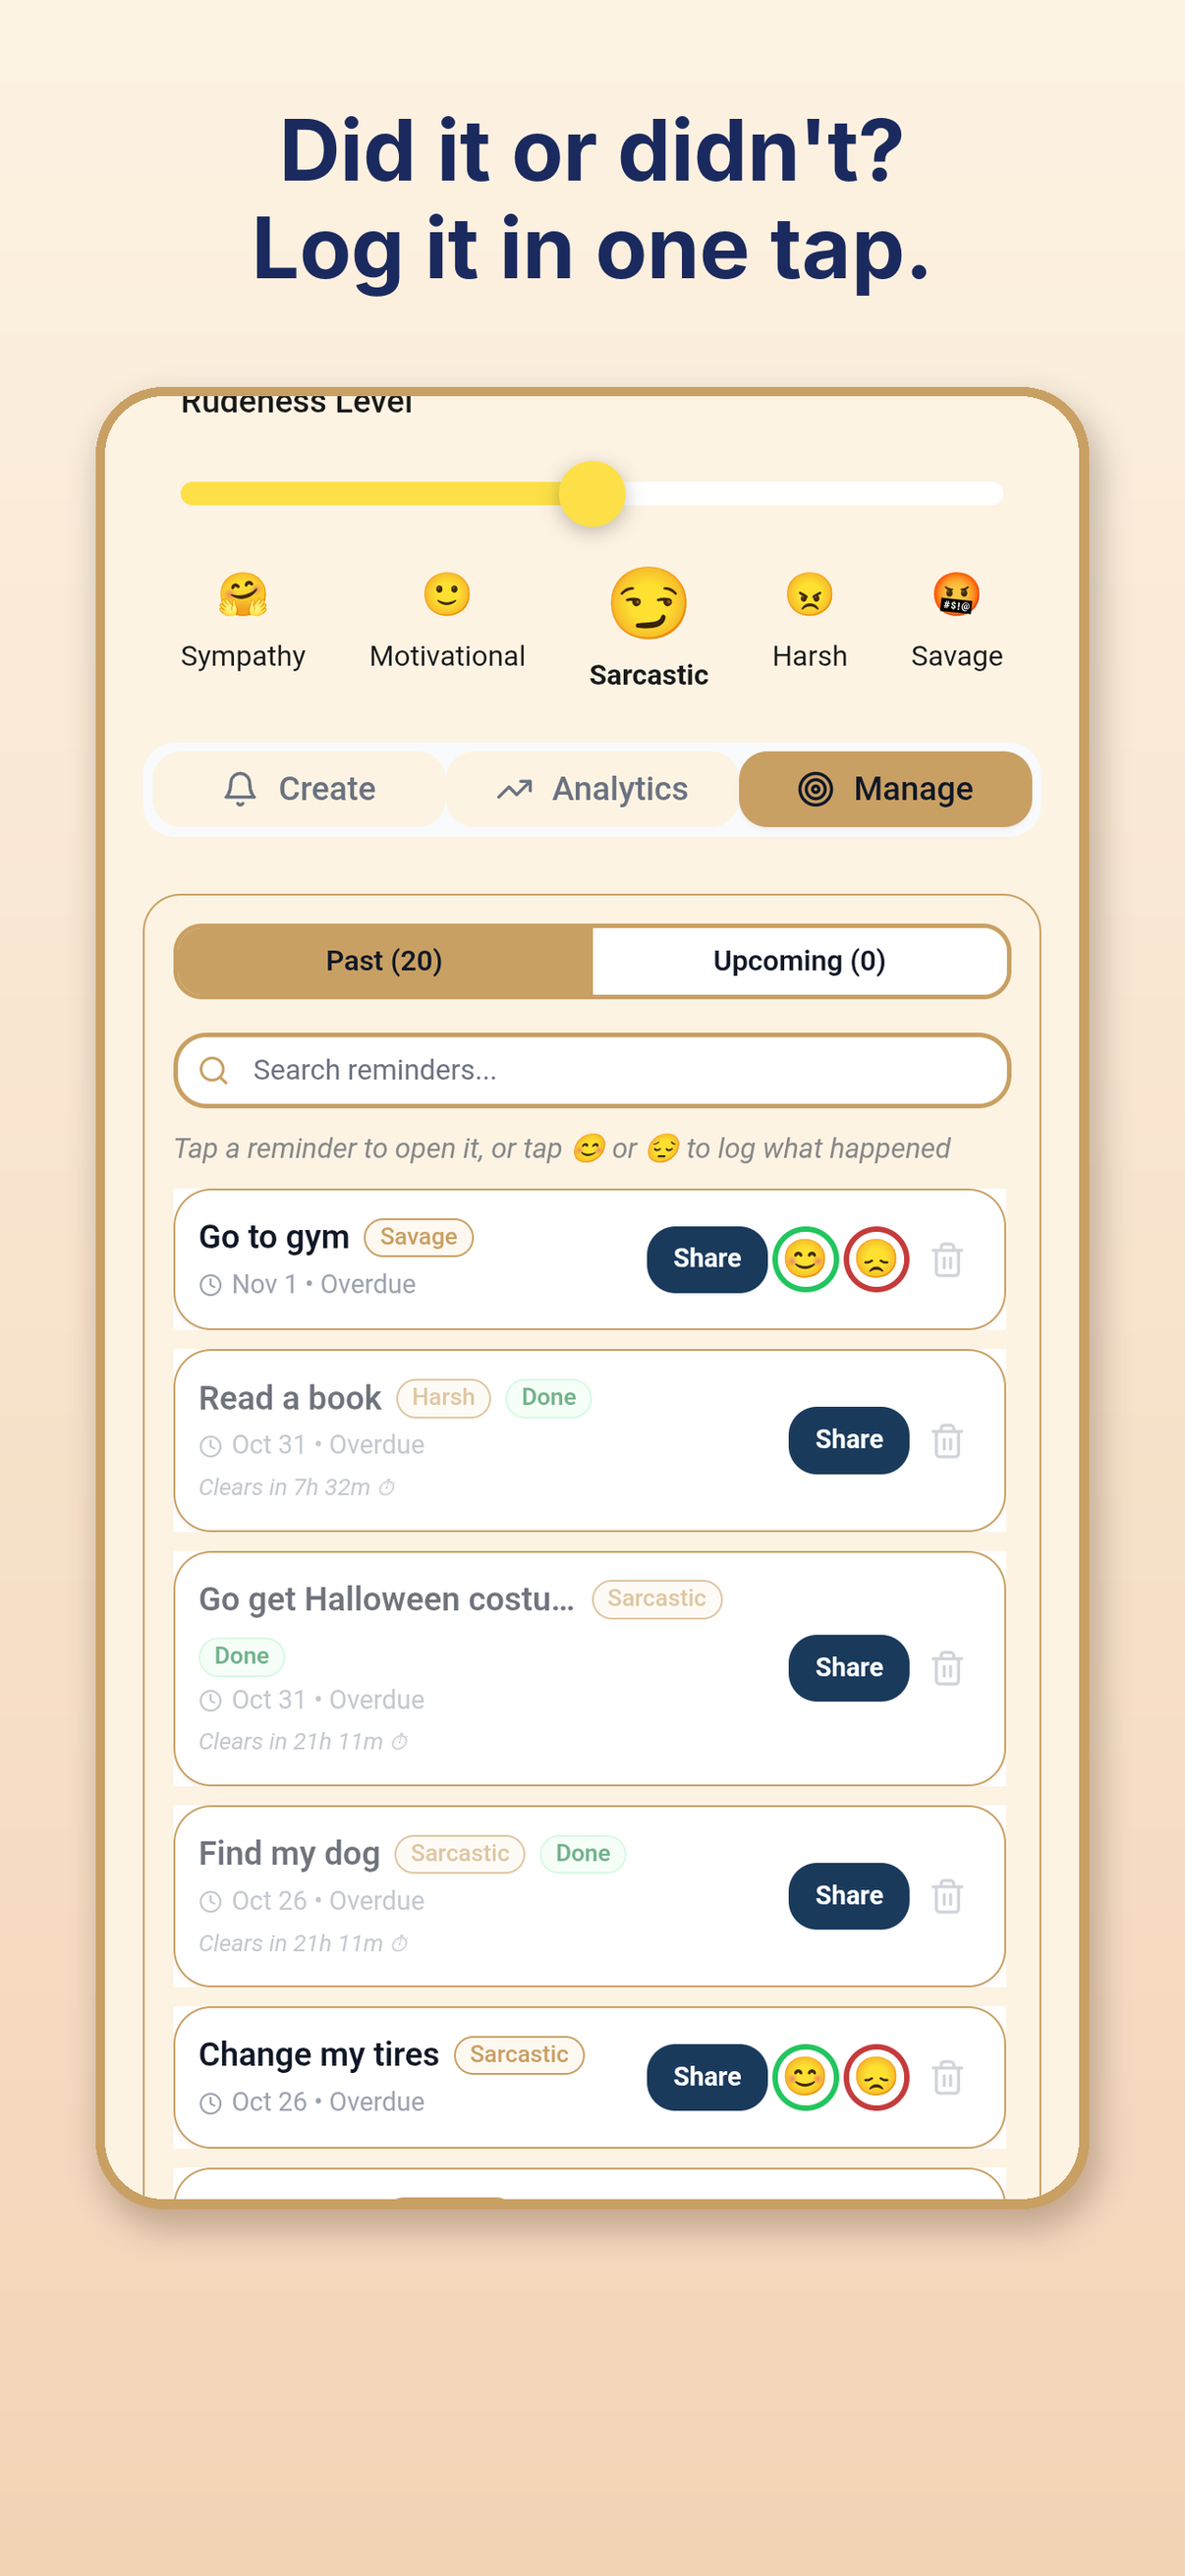 Did it or didn't?
Log it in one tap.
Rudeness Level
Sympathy Motivational Sarcastic Harsh Savage
Create Analytics Manage
Past (20) Upcoming (0)
Search reminders...
Tap a reminder to open it, or tap 😊 or 😔 to log what happened
Go to gym Savage
Nov 1 • Overdue
Share
Read a book Harsh Done
Oct 31 • Overdue
Clears in 7h 32m ⏱
Share
Go get Halloween costu... Sarcastic
Done
Oct 31 • Overdue
Clears in 21h 11m ⏱
Share
Find my dog Sarcastic Done
Oct 26 • Overdue
Clears in 21h 11m ⏱
Share
Change my tires Sarcastic
Oct 26 • Overdue
Share